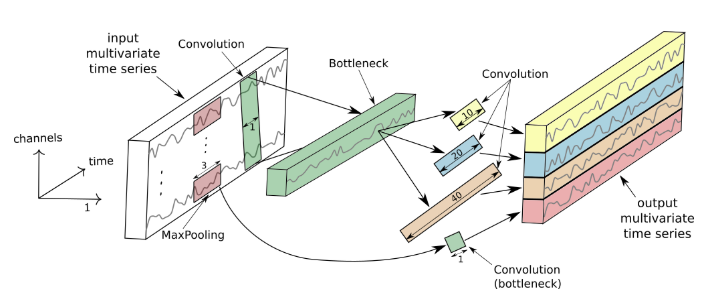 input
multivariate
time series
Convolution
Bottleneck
Convolution
channels
time
1
1
3
MaxPooling
10
20
40
1
Convolution
(bottleneck)
output
multivariate
time series